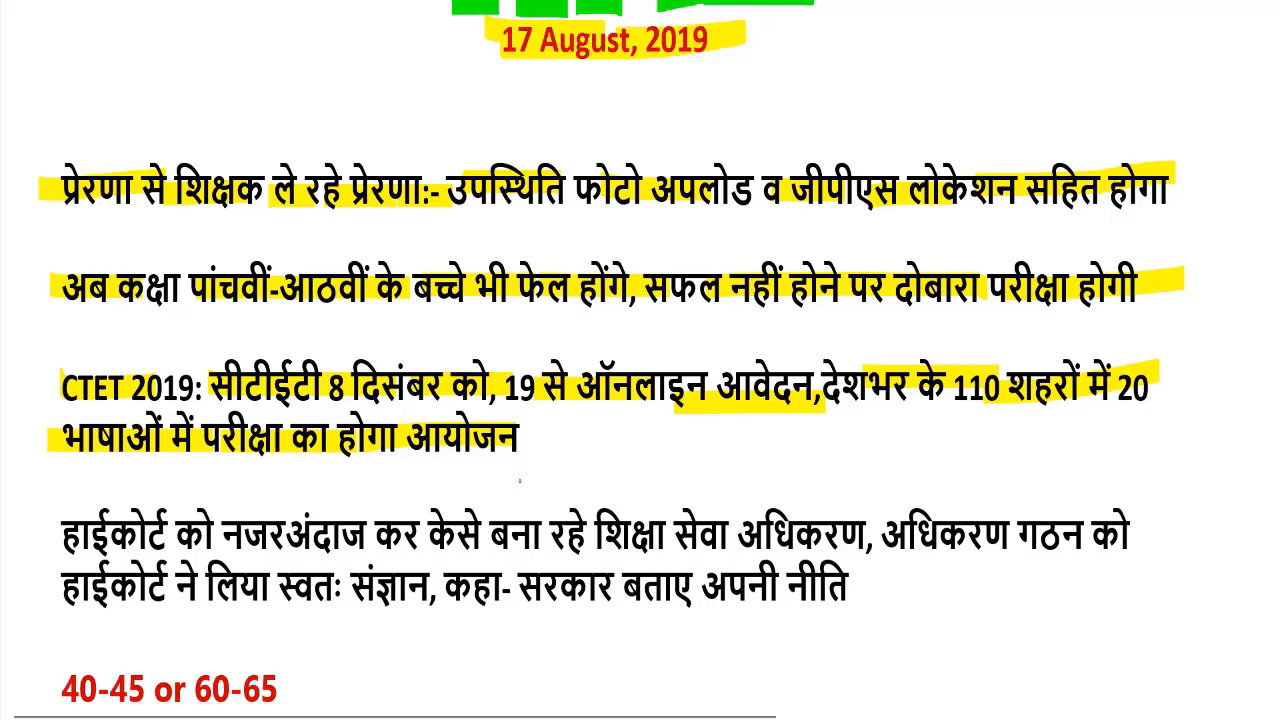 17 August, 2019
प्रेरणा से शिक्षक ले रहे प्रेरणा:- उपस्थिति फोटो अपलोड व जीपीएस लोकेशन सहित होगा
अब कक्षा पांचवीं-आठवीं के बच्चे भी फेल होंगे, सफल नहीं होने पर दोबारा परीक्षा होगी
CTET 2019: सीटीईटी 8 दिसंबर को, 19 से ऑनलाइन आवेदन,देशभर के 110 शहरों में 20
भाषाओं में परीक्षा का होगा आयोजन
हाईकोर्ट को नजरअंदाज कर केसे बना रहे शिक्षा सेवा अधिकरण, अधिकरण गठन को
हाईकोर्ट ने लिया स्वतः संज्ञान, कहा- सरकार बताए अपनी नीति
40-45 or 60-65